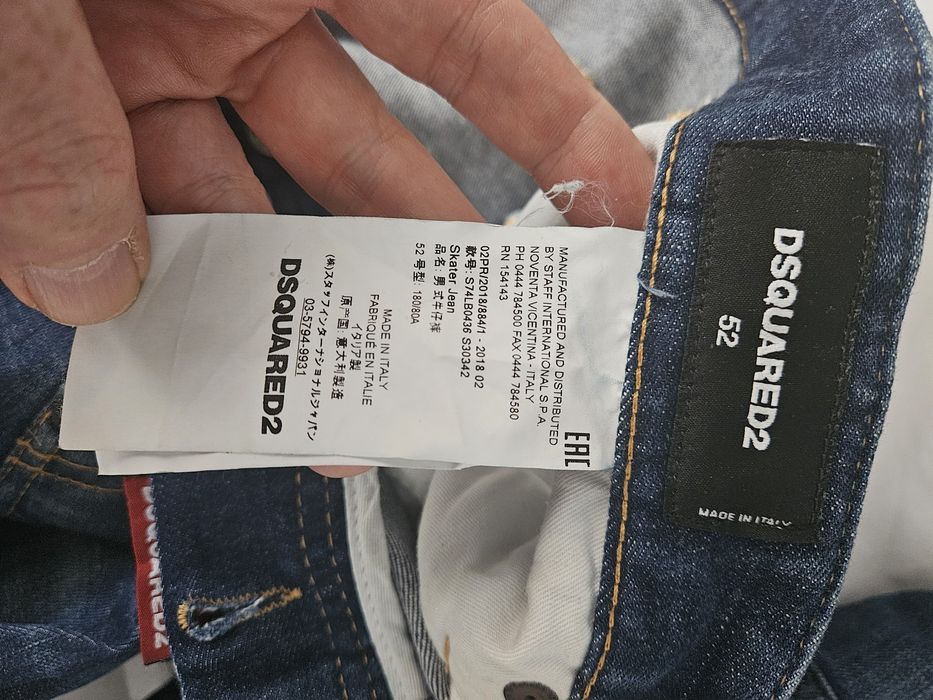 MANUFACTURED AND DISTRIBUTED
BY STAFF INTERNATIONAL S.P.A.
NOVENTA VICENTINA - ITALY
PH 0444 784500 FAX 0444 784580
RN 154143
EAC
02PR/2018/884/1 - 2018 02
款号: S74LB0436 S30342
Skater Jean
品名: 男式牛仔裤
52 号型: 180/80A
MADE IN ITALY
FABRIQUE EN ITALIE
イタリア製
原产国: 意大利製造
(株)スタッフインターナショナルジャパン
03-5794-9931
DSQUARED2
DSQUARED2
52
MADE IN ITALY
DSQUARED2